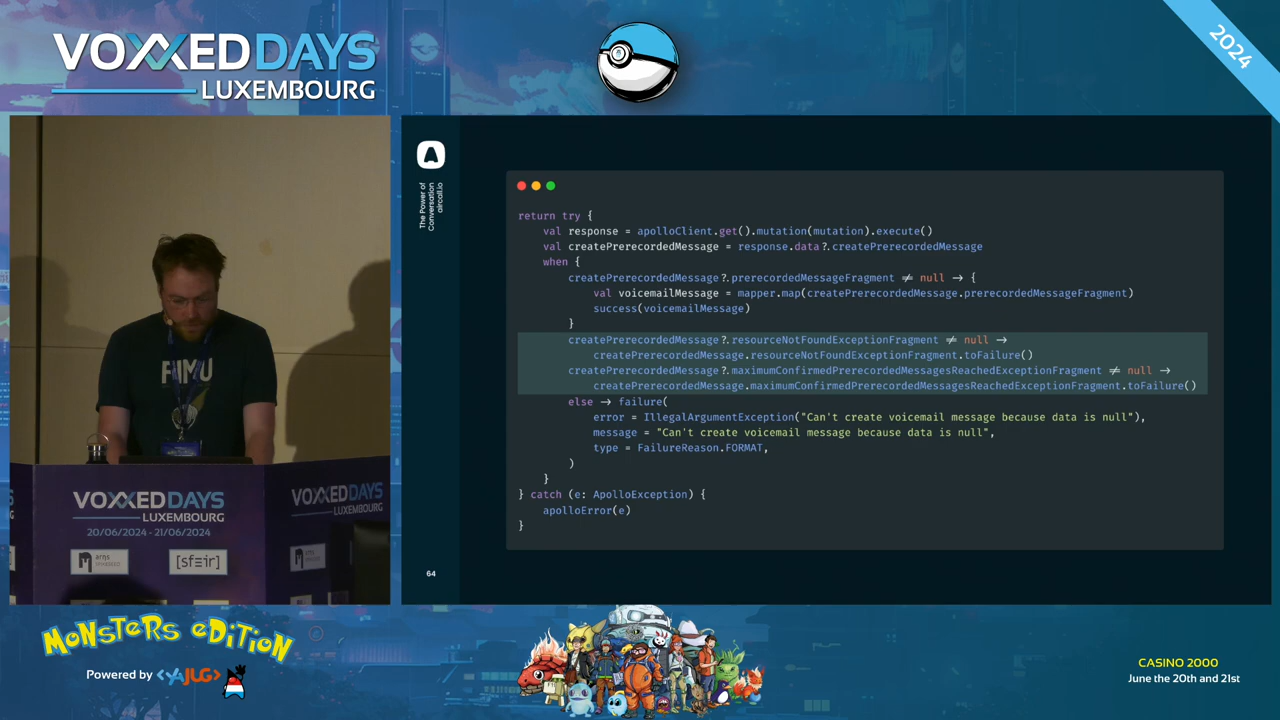 VOXXED DAYS
LUXEMBOURG
2024
The Power of
Conversation
aircall.io
return try {
val response = apolloClient.get().mutation(mutation).execute()
val createPrerecordedMessage = response.data?.createPrerecordedMessage
when {
createPrerecordedMessage?.prerecordedMessageFragment ≠ null → {
val voicemailMessage = mapper.map(createPrerecordedMessage.prerecordedMessageFragment)
success(voicemailMessage)
}
createPrerecordedMessage?.resourceNotFoundExceptionFragment ≠ null →
createPrerecordedMessage.resourceNotFoundExceptionFragment.toFailure()
createPrerecordedMessage?.maximumConfirmedPrerecordedMessagesReachedExceptionFragment ≠ null →
createPrerecordedMessage.maximumConfirmedPrerecordedMessagesReachedExceptionFragment.toFailure()
else → failure(
error = IllegalArgumentException("Can't create voicemail message because data is null"),
message = "Can't create voicemail message because data is null",
type = FailureReason.FORMAT,
)
}
} catch (e: ApolloException) {
apolloError(e)
}
64
VOXXED DAYS
LUXEMBOURG
20/06/2024 - 21/06/2024
[sfeir]
VOXXED DAYS
LUXEMBOURG
MONSTERS EDITION
Powered by <YAJUG>
CASINO 2000
June the 20th and 21st